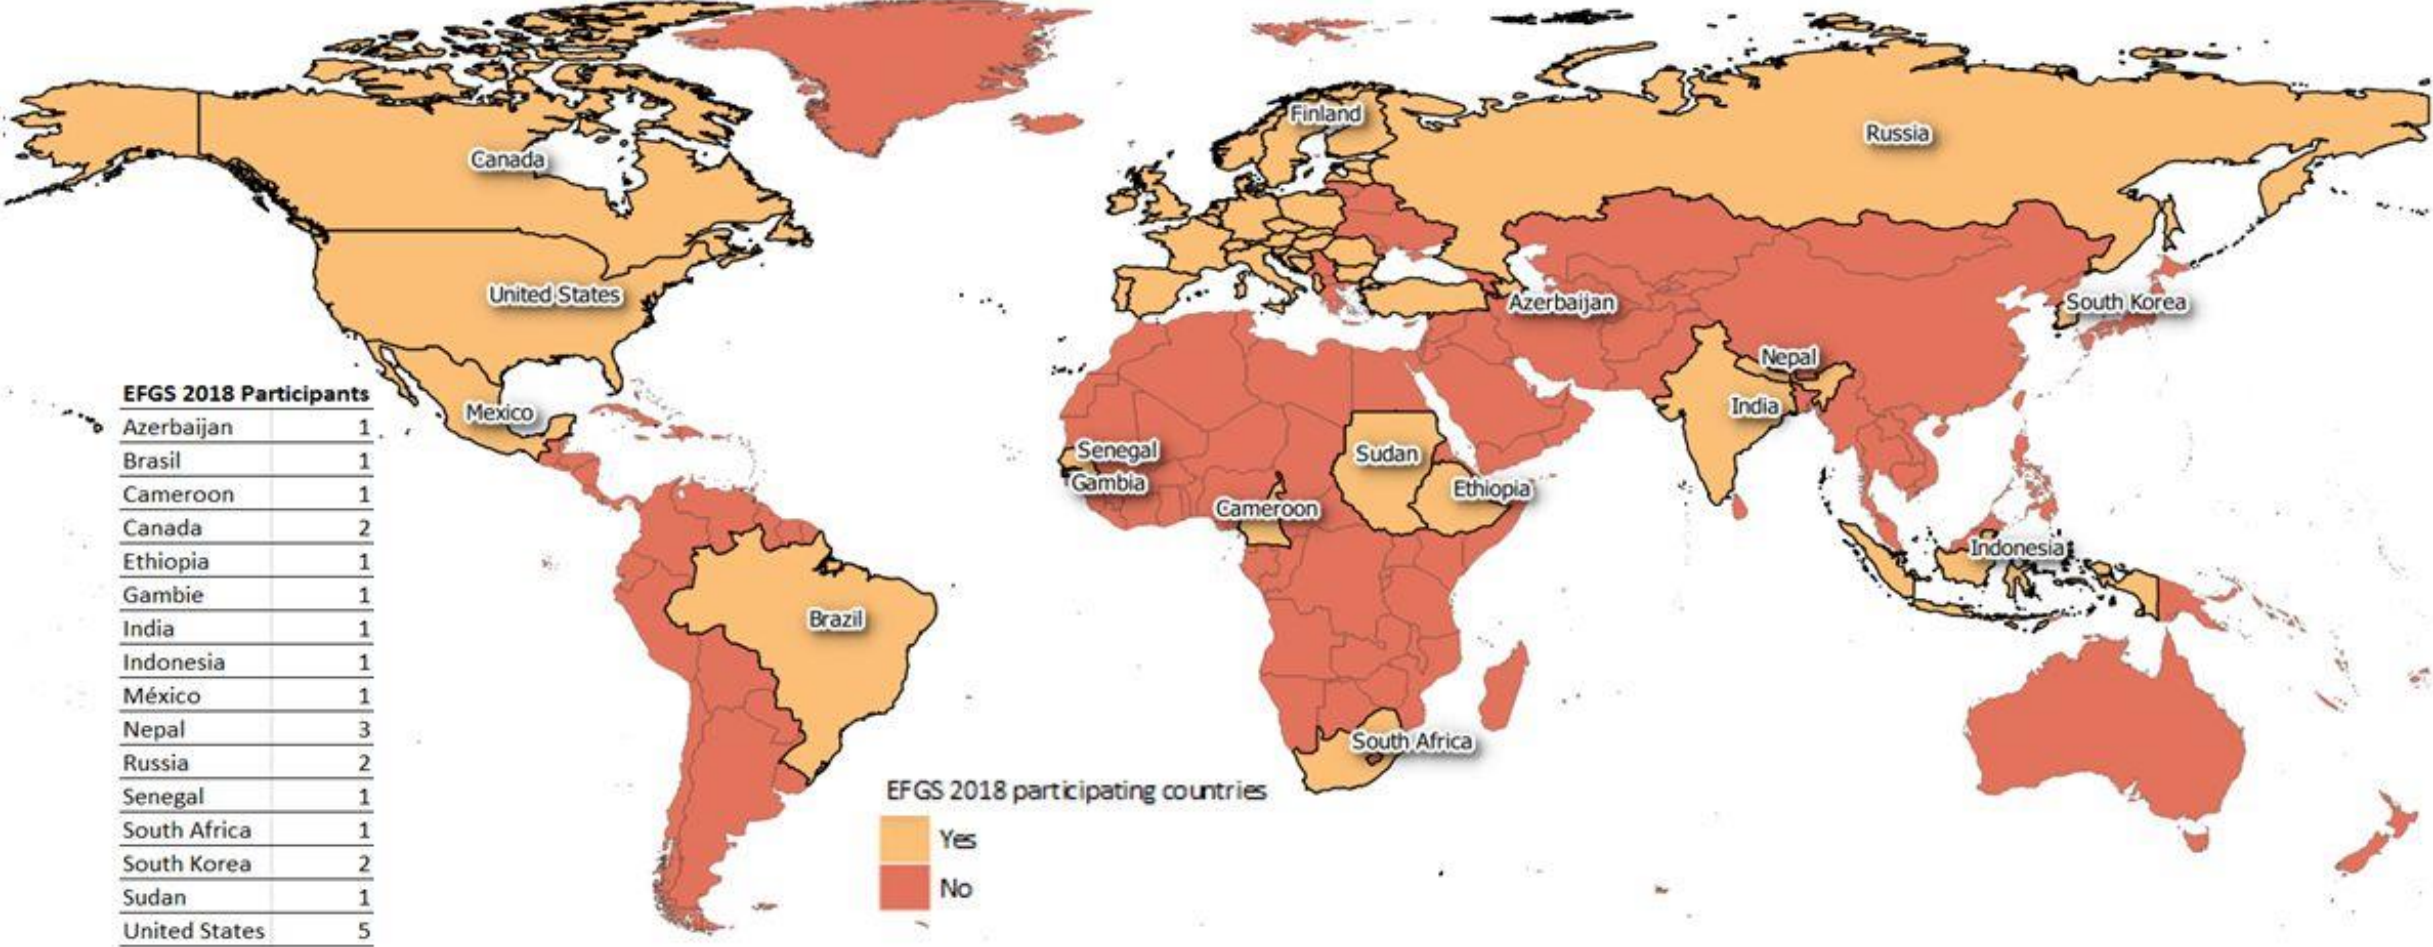 Finland
Russia
Canada
United States
Azerbaijan
South Korea
Nepal
Mexico
India
Senegal
Sudan
Gambia
Ethiopia
Cameroon
Indonesia
Brazil
South Africa
EFGS 2018 Participants
Azerbaijan 1
Brasil 1
Cameroon 1
Canada 2
Ethiopia 1
Gambie 1
India 1
Indonesia 1
México 1
Nepal 3
Russia 2
Senegal 1
South Africa 1
South Korea 2
Sudan 1
United States 5
EFGS 2018 participating countries
Yes
No